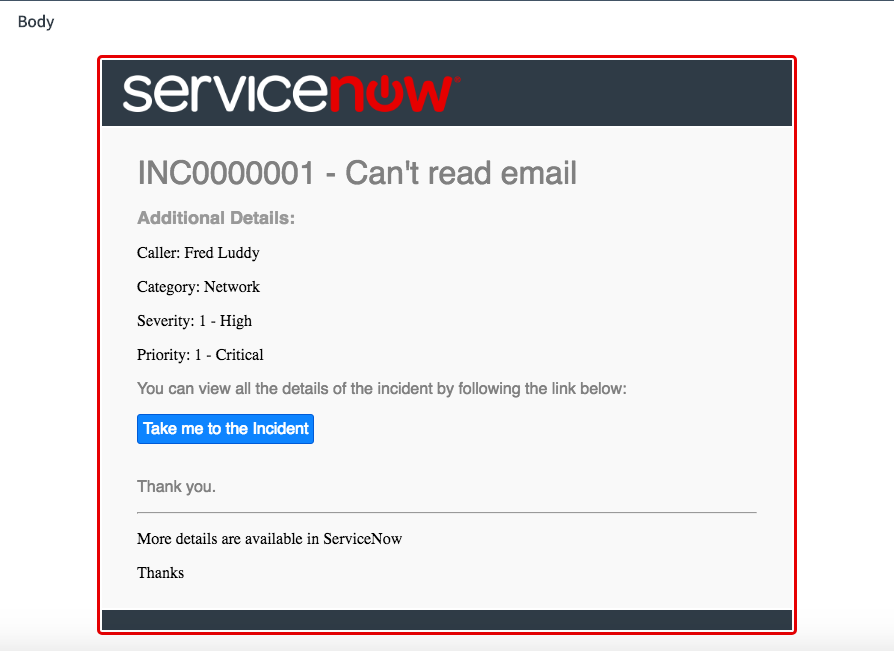 Body
servicenow
INC0000001 - Can't read email
Additional Details:
Caller: Fred Luddy
Category: Network
Severity: 1 - High
Priority: 1 - Critical
You can view all the details of the incident by following the link below:
Take me to the Incident
Thank you.
More details are available in ServiceNow
Thanks